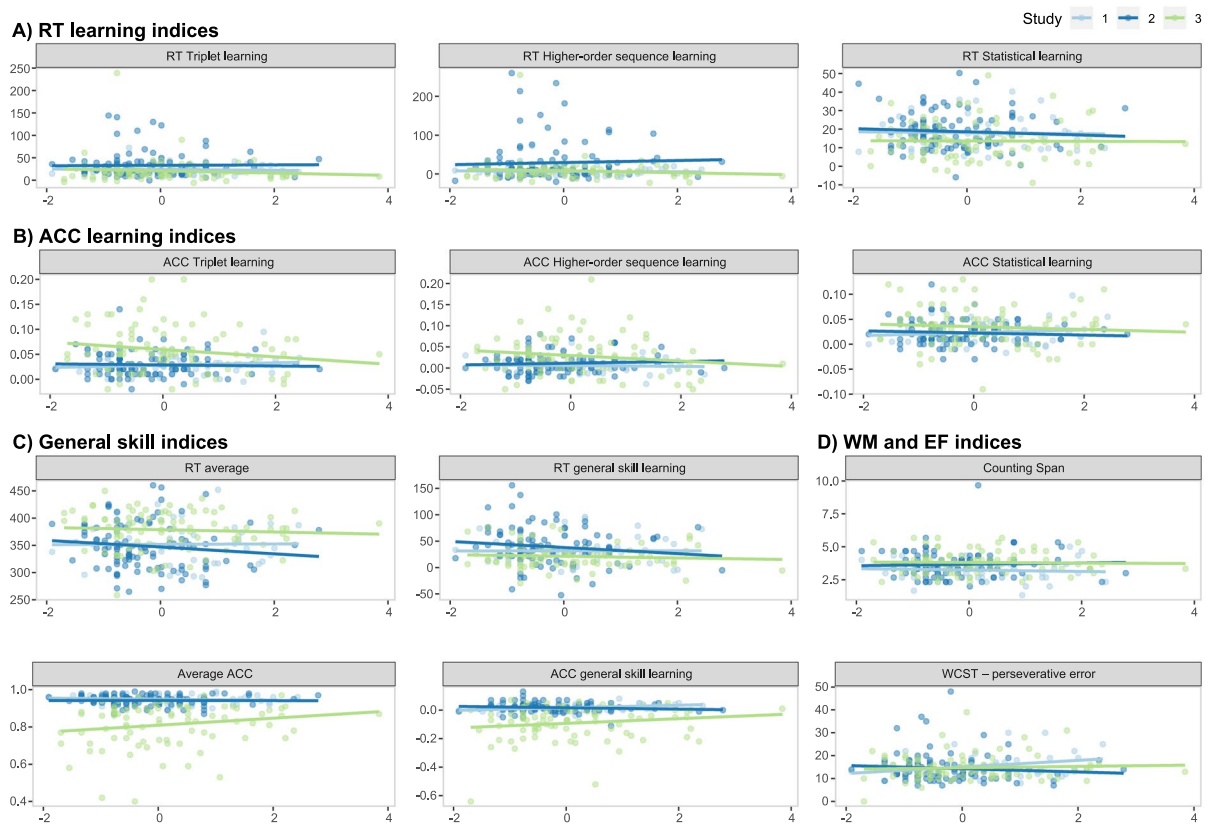 Study 1 2 3
A) RT learning indices
RT Triplet learning
RT Higher-order sequence learning
RT Statistical learning
250
200
150
100
50
0
-2 0 2 4
200
100
0
-2 0 2 4
50
40
30
20
10
0
-10
-2 0 2 4
B) ACC learning indices
ACC Triplet learning
ACC Higher-order sequence learning
ACC Statistical learning
0.20
0.15
0.10
0.05
0.00
-2 0 2 4
0.20
0.15
0.10
0.05
0.00
-0.05
-2 0 2 4
0.10
0.05
0.00
-0.05
-0.10
-2 0 2 4
C) General skill indices
D) WM and EF indices
RT average
RT general skill learning
Counting Span
450
400
350
300
250
-2 0 2 4
150
100
50
0
-50
-2 0 2 4
10.0
7.5
5.0
2.5
-2 0 2 4
Average ACC
ACC general skill learning
WCST – perseverative error
1.0
0.8
0.6
0.4
-2 0 2 4
0.0
-0.2
-0.4
-0.6
-2 0 2 4
50
40
30
20
10
0
-2 0 2 4